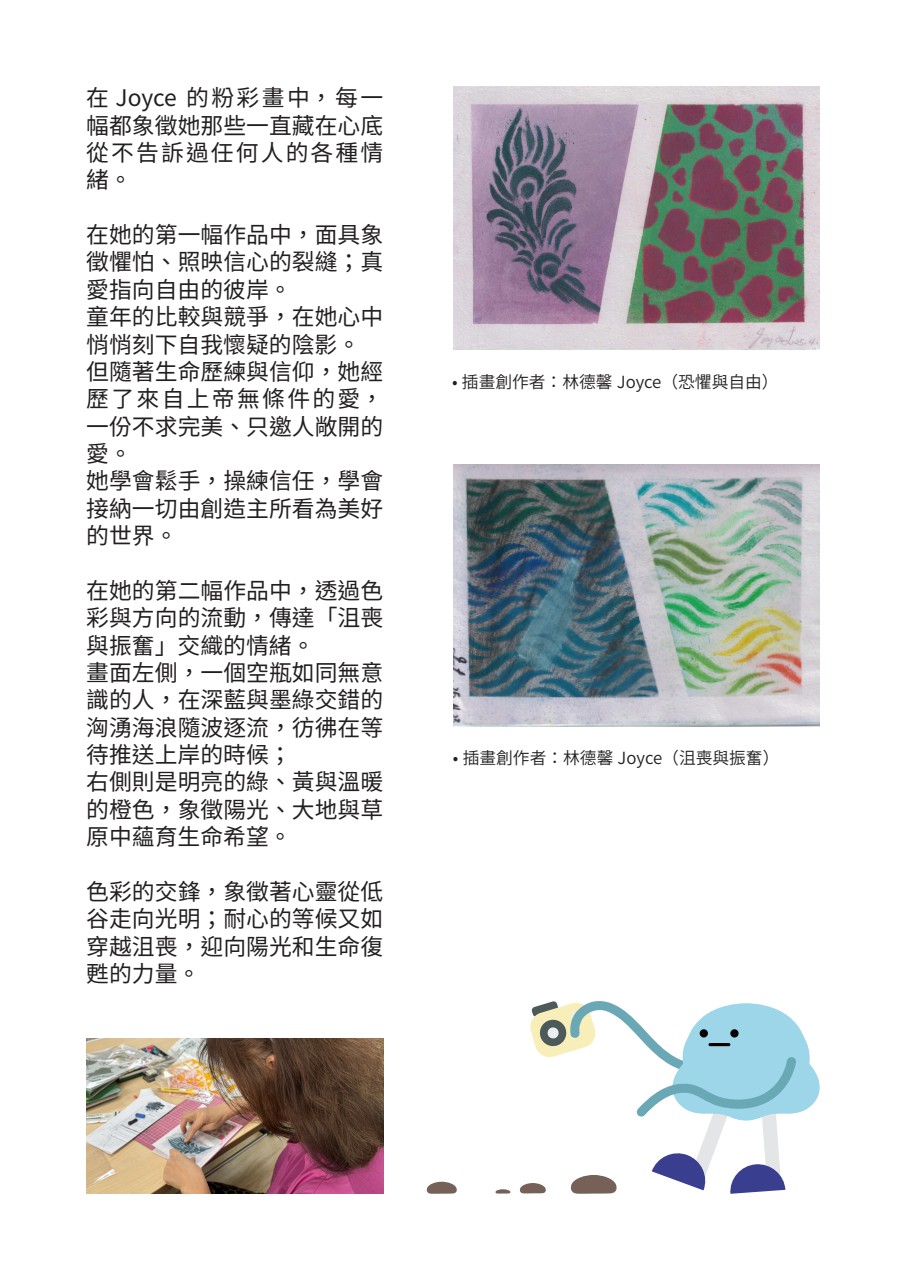 在 Joyce 的粉彩畫中，每一
幅都象徵她那些一直藏在心底
從不告訴過任何人的各種情
緒。
在她的第一幅作品中，面具象
徵懼怕、照映信心的裂縫；真
愛指向自由的彼岸。
童年的比較與競爭，在她心中
悄悄刻下自我懷疑的陰影。
但隨著生命歷練與信仰，她經
歷了來自上帝無條件的愛，
一份不求完美、只邀人敞開的
愛。
她學會鬆手，操練信任，學會
接納一切由創造主所看為美好
的世界。
在她的第二幅作品中，透過色
彩與方向的流動，傳達「沮喪
與振奮」交織的情緒。
畫面左側，一個空瓶如同無意
識的人，在深藍與墨綠交錯的
洶湧海浪隨波逐流，彷彿在等
待推送上岸的時候；
右側則是明亮的綠、黃與溫暖
的橙色，象徵陽光、大地與草
原中蘊育生命希望。
色彩的交鋒，象徵著心靈從低
谷走向光明；耐心的等候又如
穿越沮喪，迎向陽光和生命復
甦的力量。
• 插畫創作者：林德馨 Joyce（恐懼與自由）
• 插畫創作者：林德馨 Joyce（沮喪與振奮）